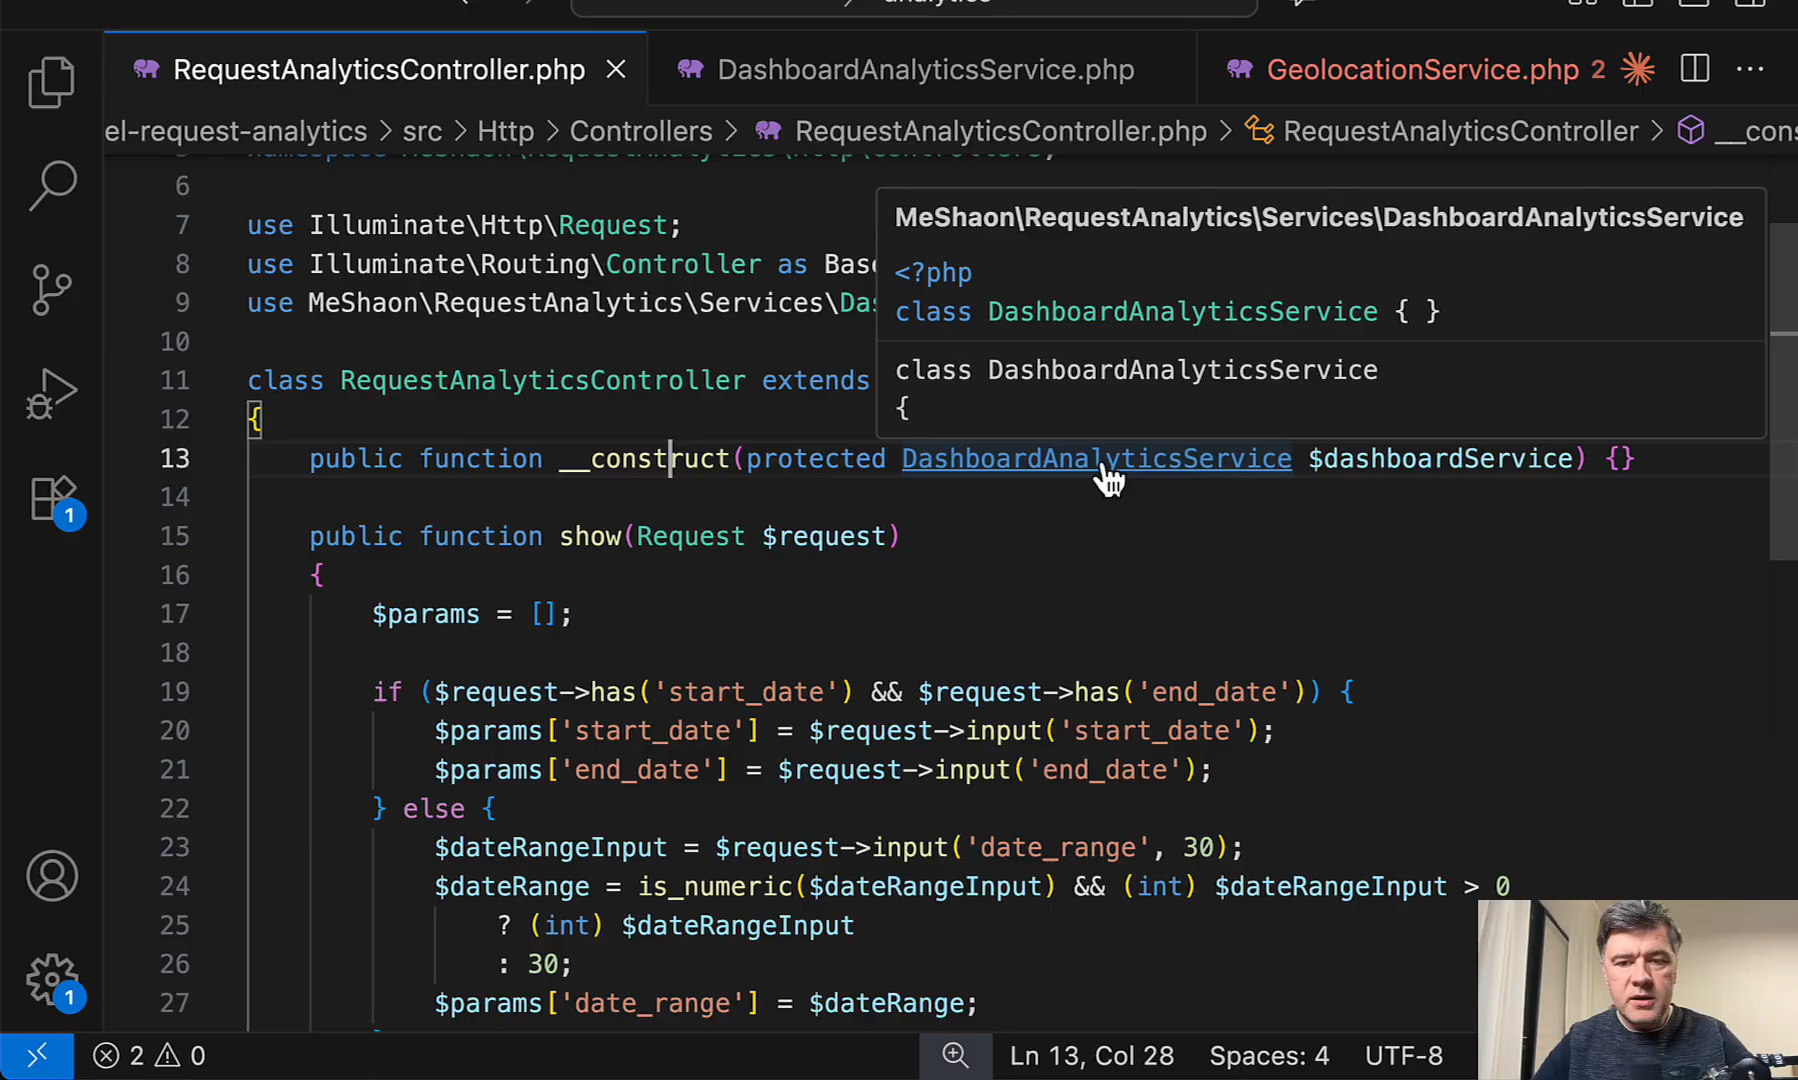 analytics
RequestAnalyticsController.php
DashboardAnalyticsService.php
GeolocationService.php 2
el-request-analytics > src > Http > Controllers > RequestAnalyticsController.php > RequestAnalyticsController > __cons
namespace MeShaon\RequestAnalytics\Http\Controllers;
6
7 use Illuminate\Http\Request;
8 use Illuminate\Routing\Controller as Base
9 use MeShaon\RequestAnalytics\Services\Das
MeShaon\RequestAnalytics\Services\DashboardAnalyticsService
<?php
class DashboardAnalyticsService { }
class DashboardAnalyticsService
{
10
11 class RequestAnalyticsController extends
12 {
13 public function __construct(protected DashboardAnalyticsService $dashboardService) {}
14
15 public function show(Request $request)
16 {
17 $params = [];
18
19 if ($request->has('start_date') && $request->has('end_date')) {
20 $params['start_date'] = $request->input('start_date');
21 $params['end_date'] = $request->input('end_date');
22 } else {
23 $dateRangeInput = $request->input('date_range', 30);
24 $dateRange = is_numeric($dateRangeInput) && (int) $dateRangeInput > 0
25 ? (int) $dateRangeInput
26 : 30;
27 $params['date_range'] = $dateRange;
1
1
2 0
Ln 13, Col 28
Spaces: 4
UTF-8